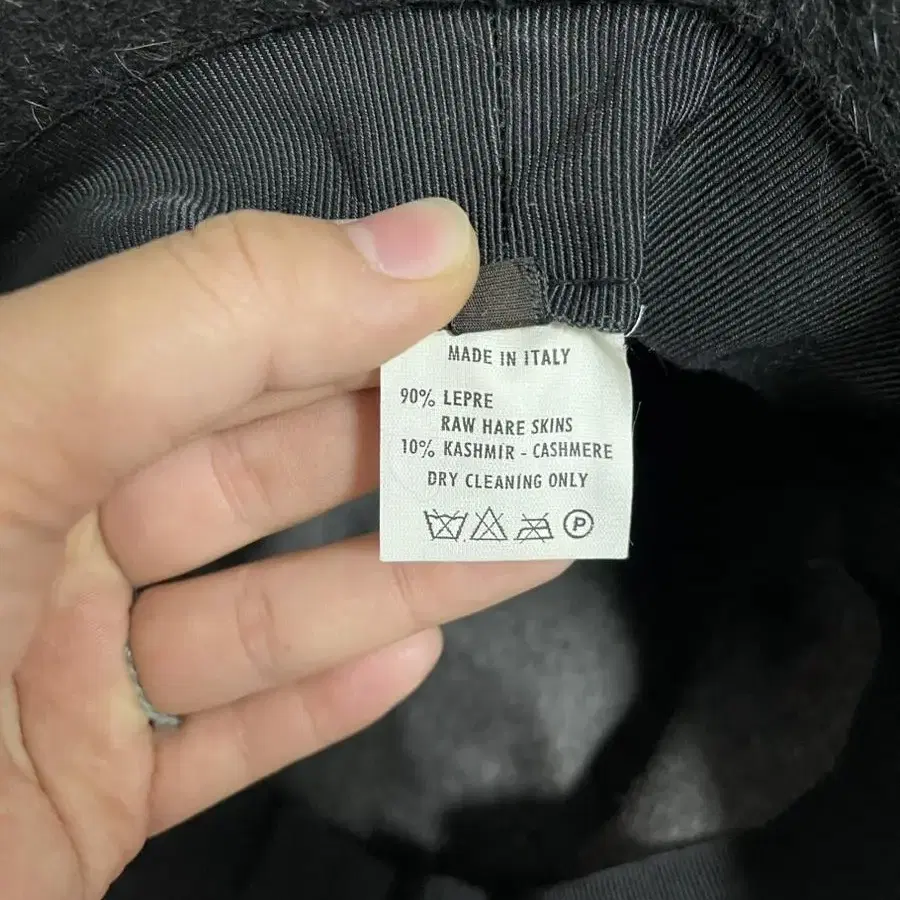 MADE IN ITALY
90% LEPRE
RAW HARE SKINS
10% KASHMIR - CASHMERE
DRY CLEANING ONLY
P